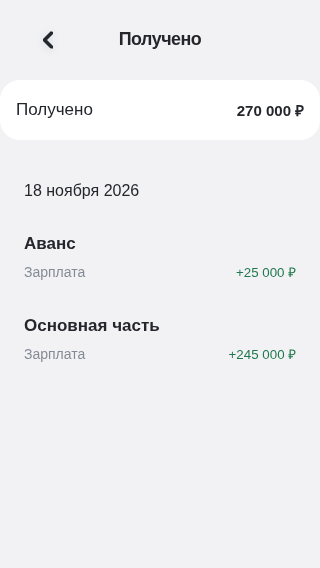 Получено
Получено 270 000 ₽
18 ноября 2026
Аванс
Зарплата +25 000 ₽
Основная часть
Зарплата +245 000 ₽